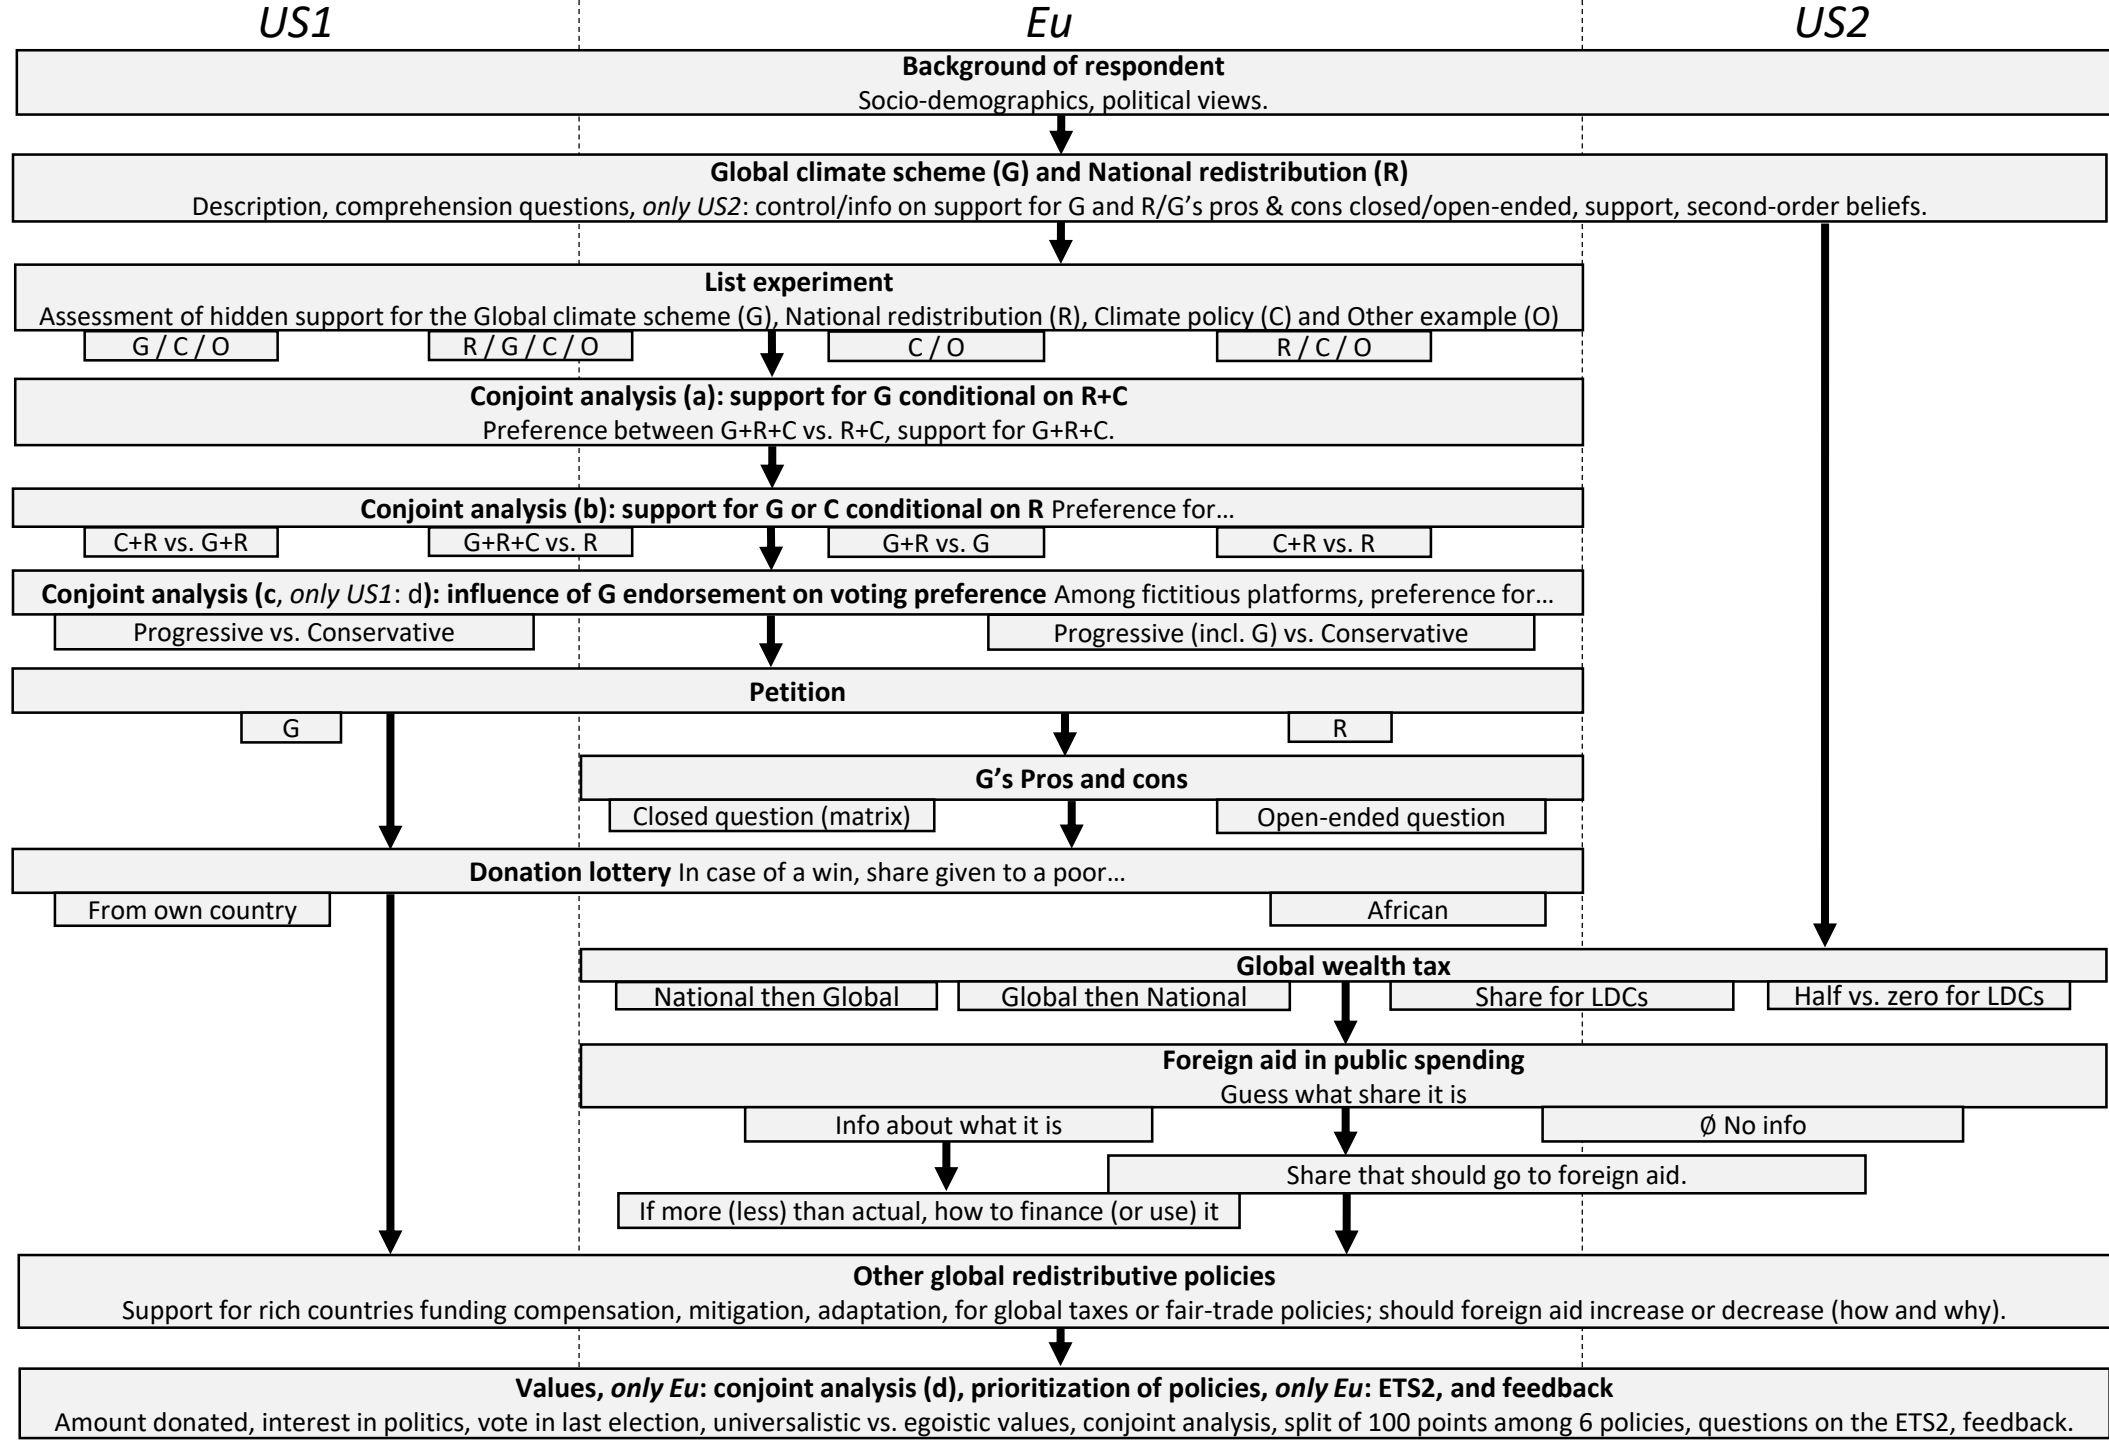 US1
Eu
US2
Background of respondent
Socio-demographics, political views.
Global climate scheme (G) and National redistribution (R)
Description, comprehension questions, only US2: control/info on support for G and R/G's pros & cons closed/open-ended, support, second-order beliefs.
List experiment
Assessment of hidden support for the Global climate scheme (G), National redistribution (R), Climate policy (C) and Other example (O)
G / C / O
R / G / C / O
C / O
R / C / O
Conjoint analysis (a): support for G conditional on R+C
Preference between G+R+C vs. R+C, support for G+R+C.
Conjoint analysis (b): support for G or C conditional on R Preference for…
C+R vs. G+R
G+R+C vs. R
G+R vs. G
C+R vs. R
Conjoint analysis (c, only US1: d): influence of G endorsement on voting preference Among fictitious platforms, preference for…
Progressive vs. Conservative
Progressive (incl. G) vs. Conservative
Petition
G
R
G's Pros and cons
Closed question (matrix)
Open-ended question
Donation lottery In case of a win, share given to a poor…
From own country
African
Global wealth tax
National then Global
Global then National
Share for LDCs
Half vs. zero for LDCs
Foreign aid in public spending
Guess what share it is
Info about what it is
Ø No info
Share that should go to foreign aid.
If more (less) than actual, how to finance (or use) it
Other global redistributive policies
Support for rich countries funding compensation, mitigation, adaptation, for global taxes or fair-trade policies; should foreign aid increase or decrease (how and why).
Values, only Eu: conjoint analysis (d), prioritization of policies, only Eu: ETS2, and feedback
Amount donated, interest in politics, vote in last election, universalistic vs. egoistic values, conjoint analysis, split of 100 points among 6 policies, questions on the ETS2, feedback.